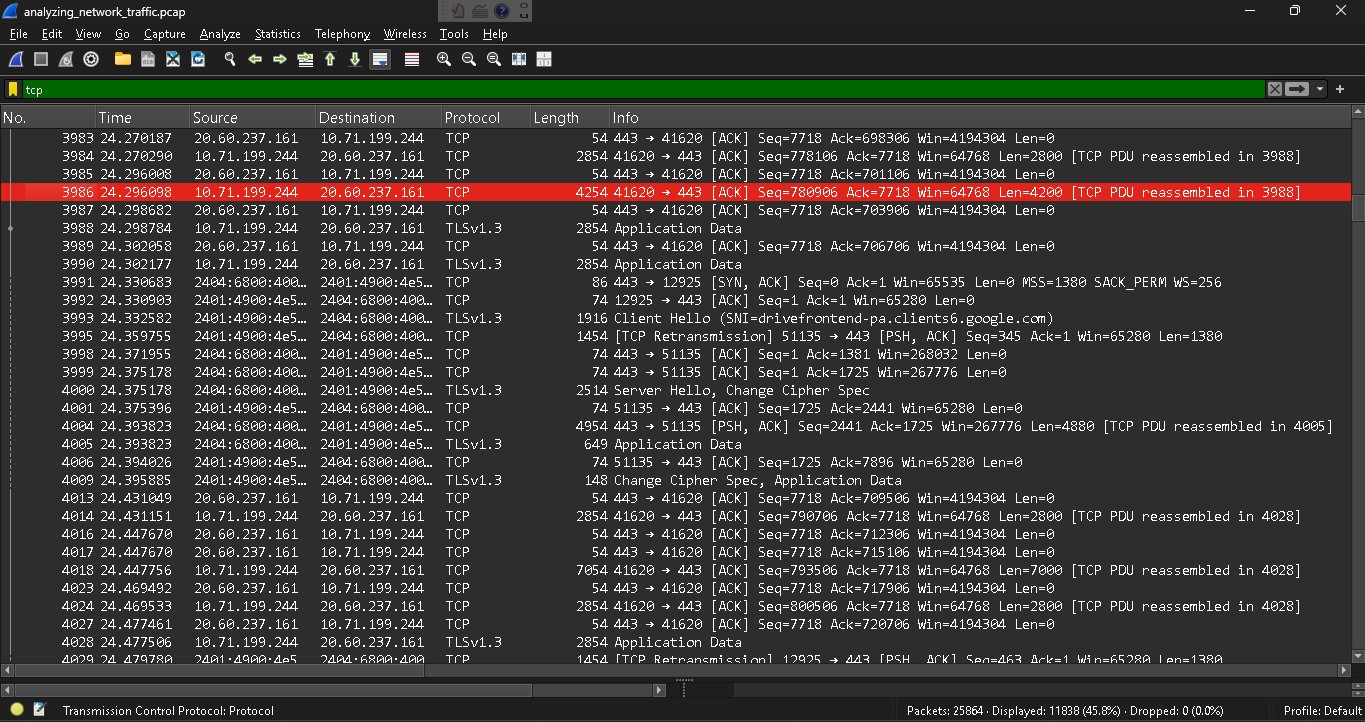 analyzing_network_traffic.pcap
File Edit View Go Capture Analyze Statistics Telephony Wireless Tools Help
tcp
No. Time Source Destination Protocol Length Info
3983 24.270187 20.60.237.161 10.71.199.244 TCP 54 443 → 41620 [ACK] Seq=7718 Ack=698306 Win=4194304 Len=0
3984 24.270290 10.71.199.244 20.60.237.161 TCP 2854 41620 → 443 [ACK] Seq=778106 Ack=7718 Win=64768 Len=2800 [TCP PDU reassembled in 3988]
3985 24.296008 20.60.237.161 10.71.199.244 TCP 54 443 → 41620 [ACK] Seq=7718 Ack=701106 Win=4194304 Len=0
3986 24.296098 10.71.199.244 20.60.237.161 TCP 4254 41620 → 443 [ACK] Seq=780906 Ack=7718 Win=64768 Len=4200 [TCP PDU reassembled in 3988]
3987 24.298682 20.60.237.161 10.71.199.244 TCP 54 443 → 41620 [ACK] Seq=7718 Ack=703906 Win=4194304 Len=0
3988 24.298784 10.71.199.244 20.60.237.161 TLSv1.3 2854 Application Data
3989 24.302058 20.60.237.161 10.71.199.244 TCP 54 443 → 41620 [ACK] Seq=7718 Ack=706706 Win=4194304 Len=0
3990 24.302177 10.71.199.244 20.60.237.161 TLSv1.3 2854 Application Data
3991 24.330683 2404:6800:400… 2401:4900:4e5… TCP 86 443 → 12925 [SYN, ACK] Seq=0 Ack=1 Win=65535 Len=0 MSS=1380 SACK_PERM WS=256
3992 24.330903 2401:4900:4e5… 2404:6800:400… TCP 74 12925 → 443 [ACK] Seq=1 Ack=1 Win=65280 Len=0
3993 24.332582 2401:4900:4e5… 2404:6800:400… TLSv1.3 1916 Client Hello (SNI=drivefrontend-pa.clients6.google.com)
3995 24.359755 2401:4900:4e5… 2404:6800:400… TCP 1454 [TCP Retransmission] 51135 → 443 [PSH, ACK] Seq=345 Ack=1 Win=65280 Len=1380
3998 24.371955 2404:6800:400… 2401:4900:4e5… TCP 74 443 → 51135 [ACK] Seq=1 Ack=1381 Win=268032 Len=0
3999 24.375178 2404:6800:400… 2401:4900:4e5… TCP 74 443 → 51135 [ACK] Seq=1 Ack=1725 Win=267776 Len=0
4000 24.375178 2404:6800:400… 2401:4900:4e5… TLSv1.3 2514 Server Hello, Change Cipher Spec
4001 24.375396 2401:4900:4e5… 2404:6800:400… TCP 74 51135 → 443 [ACK] Seq=1725 Ack=2441 Win=65280 Len=0
4004 24.393823 2404:6800:400… 2401:4900:4e5… TCP 4954 443 → 51135 [PSH, ACK] Seq=2441 Ack=1725 Win=267776 Len=4880 [TCP PDU reassembled in 4005]
4005 24.393823 2404:6800:400… 2401:4900:4e5… TLSv1.3 649 Application Data
4006 24.394026 2401:4900:4e5… 2404:6800:400… TCP 74 51135 → 443 [ACK] Seq=1725 Ack=7896 Win=65280 Len=0
4009 24.395885 2401:4900:4e5… 2404:6800:400… TLSv1.3 148 Change Cipher Spec, Application Data
4013 24.431049 20.60.237.161 10.71.199.244 TCP 54 443 → 41620 [ACK] Seq=7718 Ack=709506 Win=4194304 Len=0
4014 24.431151 10.71.199.244 20.60.237.161 TCP 2854 41620 → 443 [ACK] Seq=790706 Ack=7718 Win=64768 Len=2800 [TCP PDU reassembled in 4028]
4016 24.447670 20.60.237.161 10.71.199.244 TCP 54 443 → 41620 [ACK] Seq=7718 Ack=712306 Win=4194304 Len=0
4017 24.447670 20.60.237.161 10.71.199.244 TCP 54 443 → 41620 [ACK] Seq=7718 Ack=715106 Win=4194304 Len=0
4018 24.447756 10.71.199.244 20.60.237.161 TCP 7054 41620 → 443 [ACK] Seq=793506 Ack=7718 Win=64768 Len=7000 [TCP PDU reassembled in 4028]
4023 24.469492 20.60.237.161 10.71.199.244 TCP 54 443 → 41620 [ACK] Seq=7718 Ack=717906 Win=4194304 Len=0
4024 24.469533 10.71.199.244 20.60.237.161 TCP 2854 41620 → 443 [ACK] Seq=800506 Ack=7718 Win=64768 Len=2800 [TCP PDU reassembled in 4028]
4027 24.477461 20.60.237.161 10.71.199.244 TCP 54 443 → 41620 [ACK] Seq=7718 Ack=720706 Win=4194304 Len=0
4028 24.477506 10.71.199.244 20.60.237.161 TLSv1.3 2854 Application Data
4029 24.479780 2401:4900:4e5 2404:6800:400 TCP 1454 [TCP Retransmission] 12925 → 443 [PSH, ACK] Seq=463 Ack=1 Win=65280 Len=1380
Transmission Control Protocol: Protocol
Packets: 25864 · Displayed: 11838 (45.8%) · Dropped: 0 (0.0%)
Profile: Default